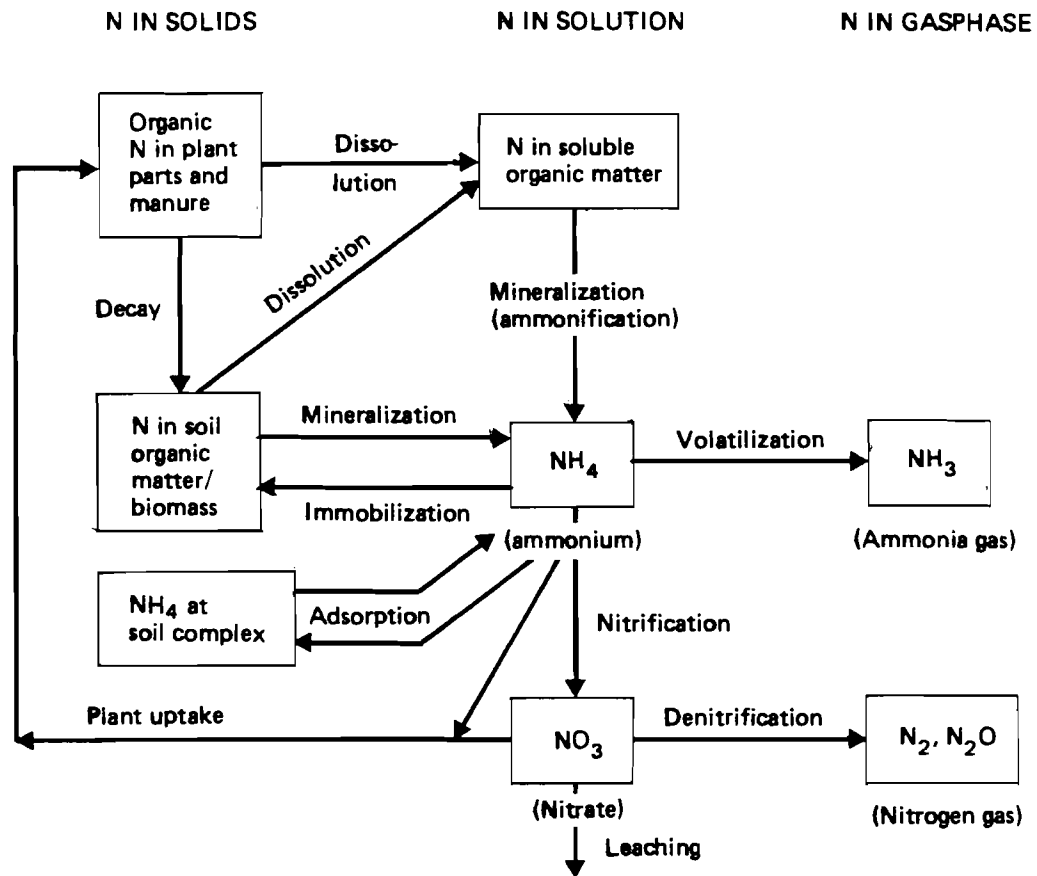 N IN SOLIDS
N IN SOLUTION
N IN GASPHASE
Organic
N in plant
parts and
manure
Disso-
lution
N in soluble
organic matter
Decay
Dissolution
Mineralization
(ammonification)
N in soil
organic
matter/
biomass
Mineralization
Immobilization
NH₄
(ammonium)
Volatilization
NH₃
(Ammonia gas)
NH₄ at
soil complex
Adsorption
Nitrification
Plant uptake
NO₃
(Nitrate)
Denitrification
N₂, N₂O
(Nitrogen gas)
Leaching